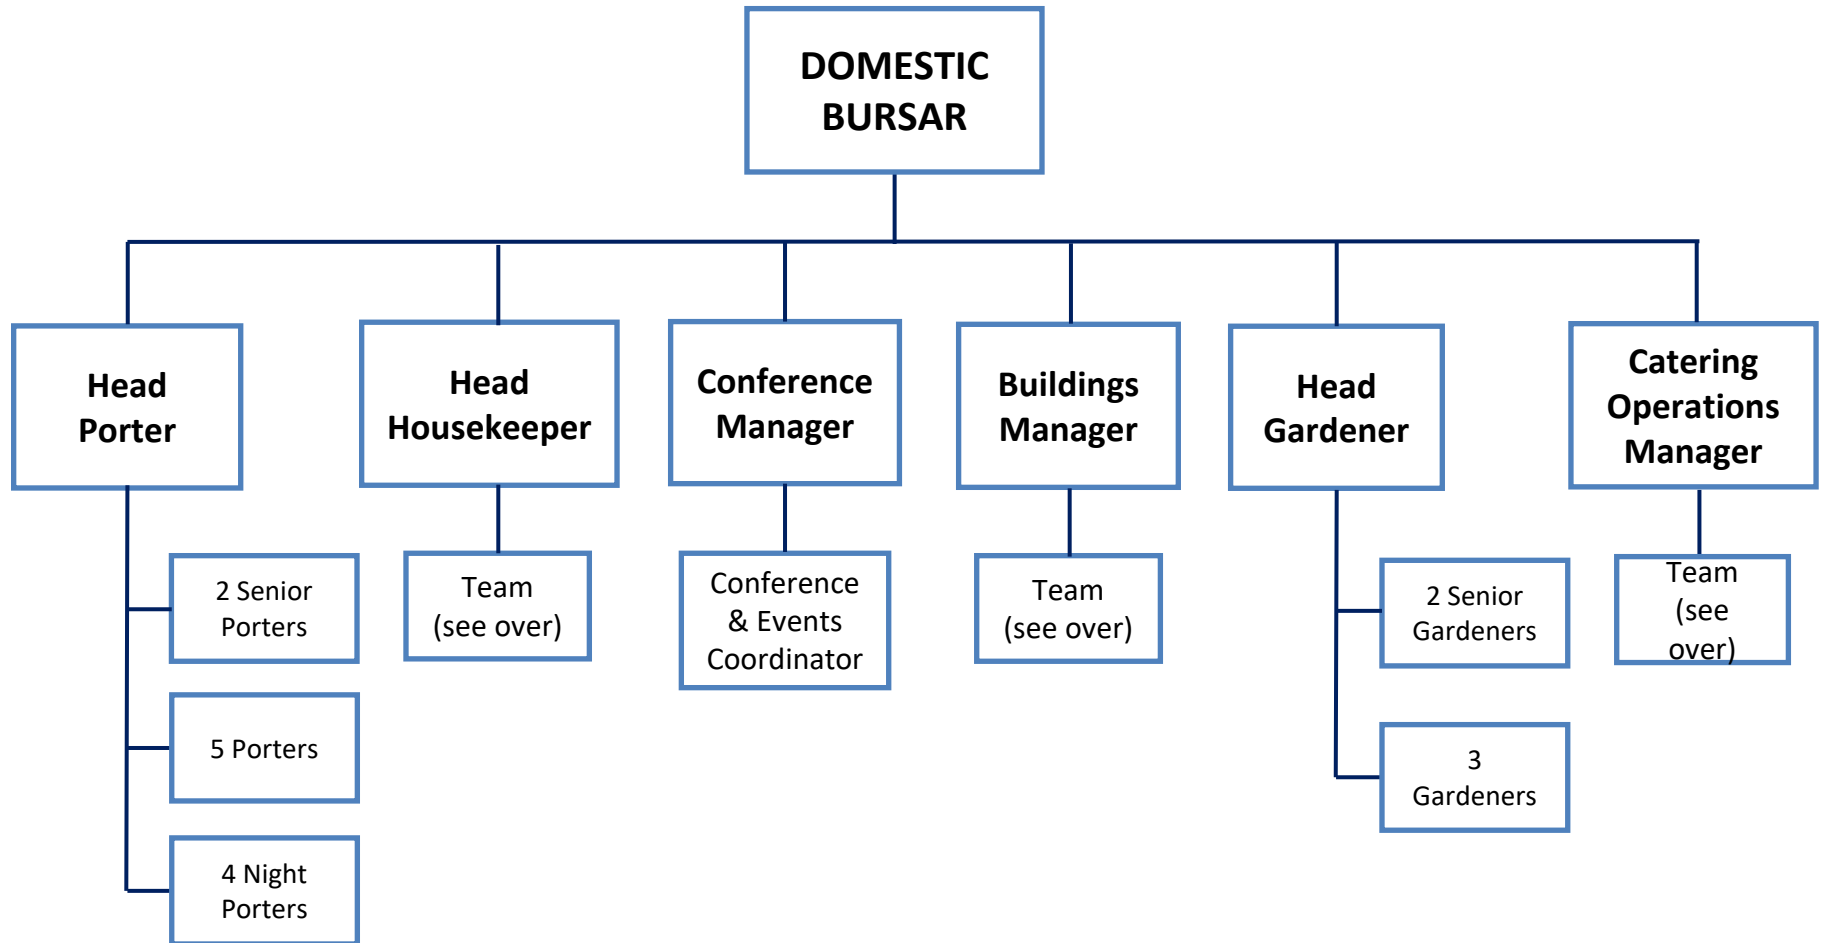 DOMESTIC
BURSAR
Head
Porter
Head
Housekeeper
Conference
Manager
Buildings
Manager
Head
Gardener
Catering
Operations
Manager
2 Senior
Porters
5 Porters
4 Night
Porters
Team
(see over)
Conference
& Events
Coordinator
Team
(see over)
2 Senior
Gardeners
3
Gardeners
Team
(see
over)